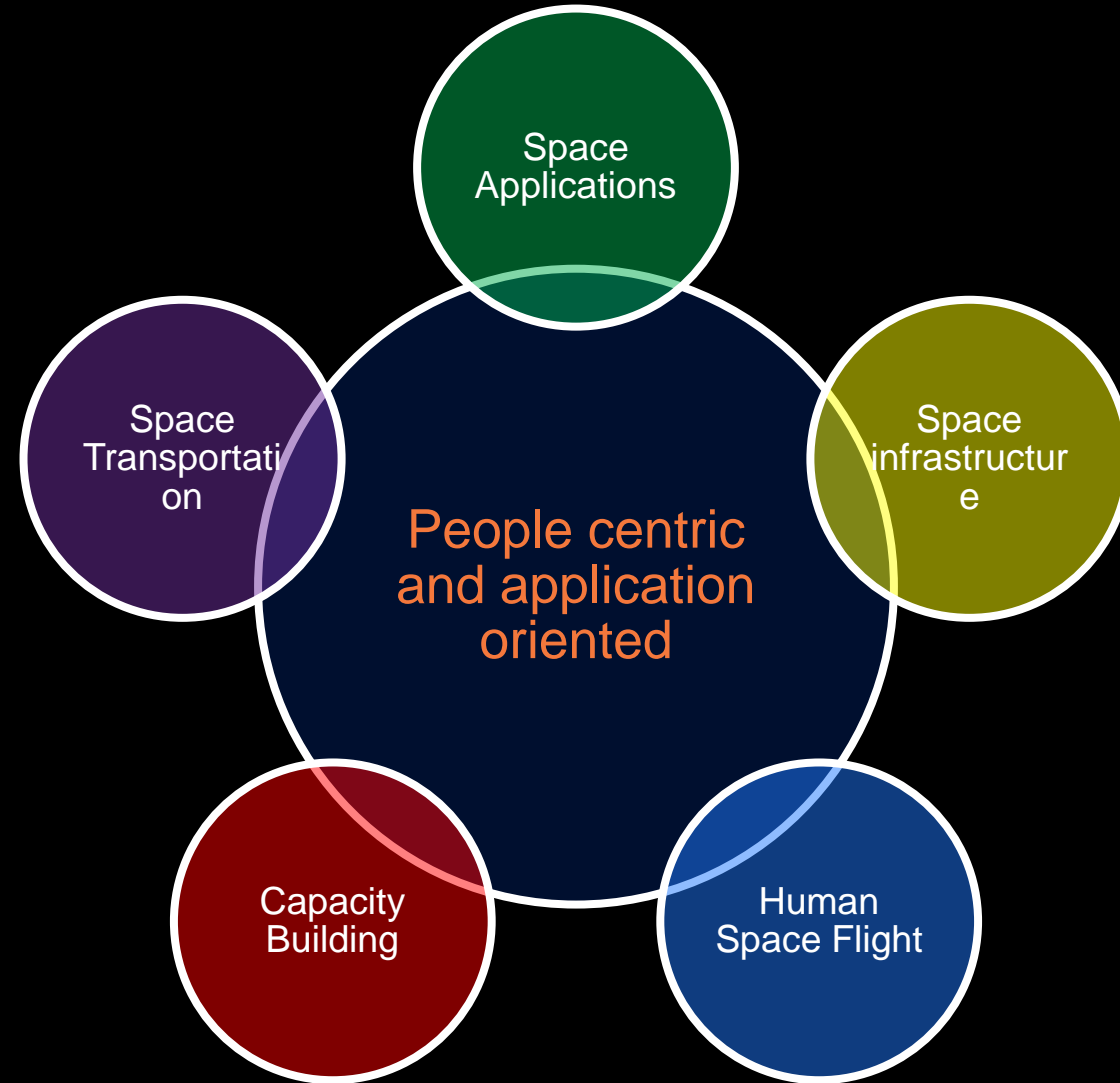 Space
Applications
Space
Transportati
on
Space
infrastructur
e
People centric
and application
oriented
Capacity
Building
Human
Space Flight